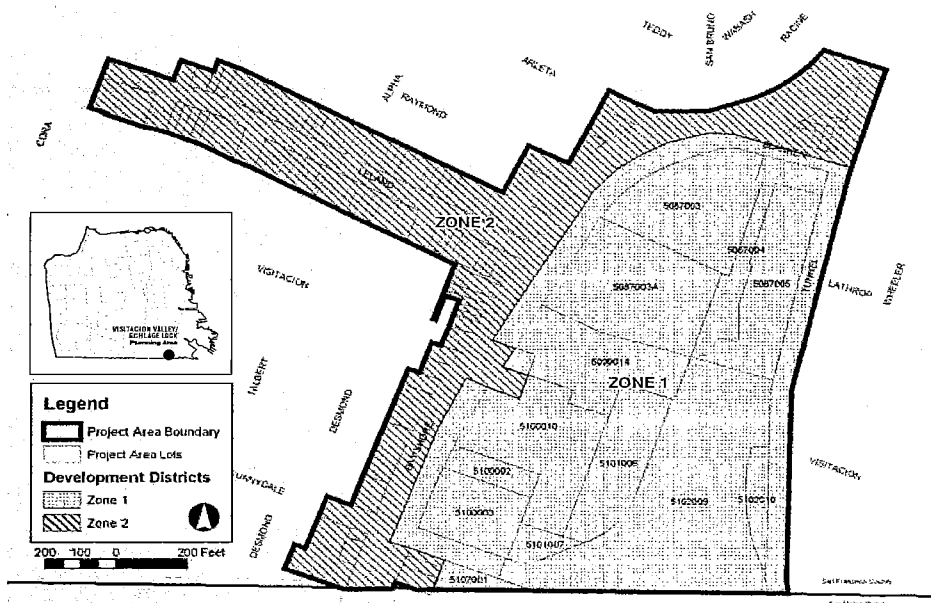 TEDDY
SAN BRUNO
WABASH
RACINE
ARLETA
ALPHA
RAYMOND
CORA
LELAND
ZONE 2
5087003
5087004
5087005
5087003A
TUNNEL
LATHROP
WHEELER
VISITACION
VISITACION VALLEY/
SCHLAGE LOCK
Planning Area
TALBERT
DESMOND
5099014
ZONE 1
Legend
Project Area Boundary
Project Area Lots
Development Districts
Zone 1
Zone 2
200 100 0 200 Feet
BAYSHORE
5100010
5100002
5100003
5101006
5101007
5102009
5102010
VISITACION
SUNNYDALE
DESMOND
5107001
San Francisco County